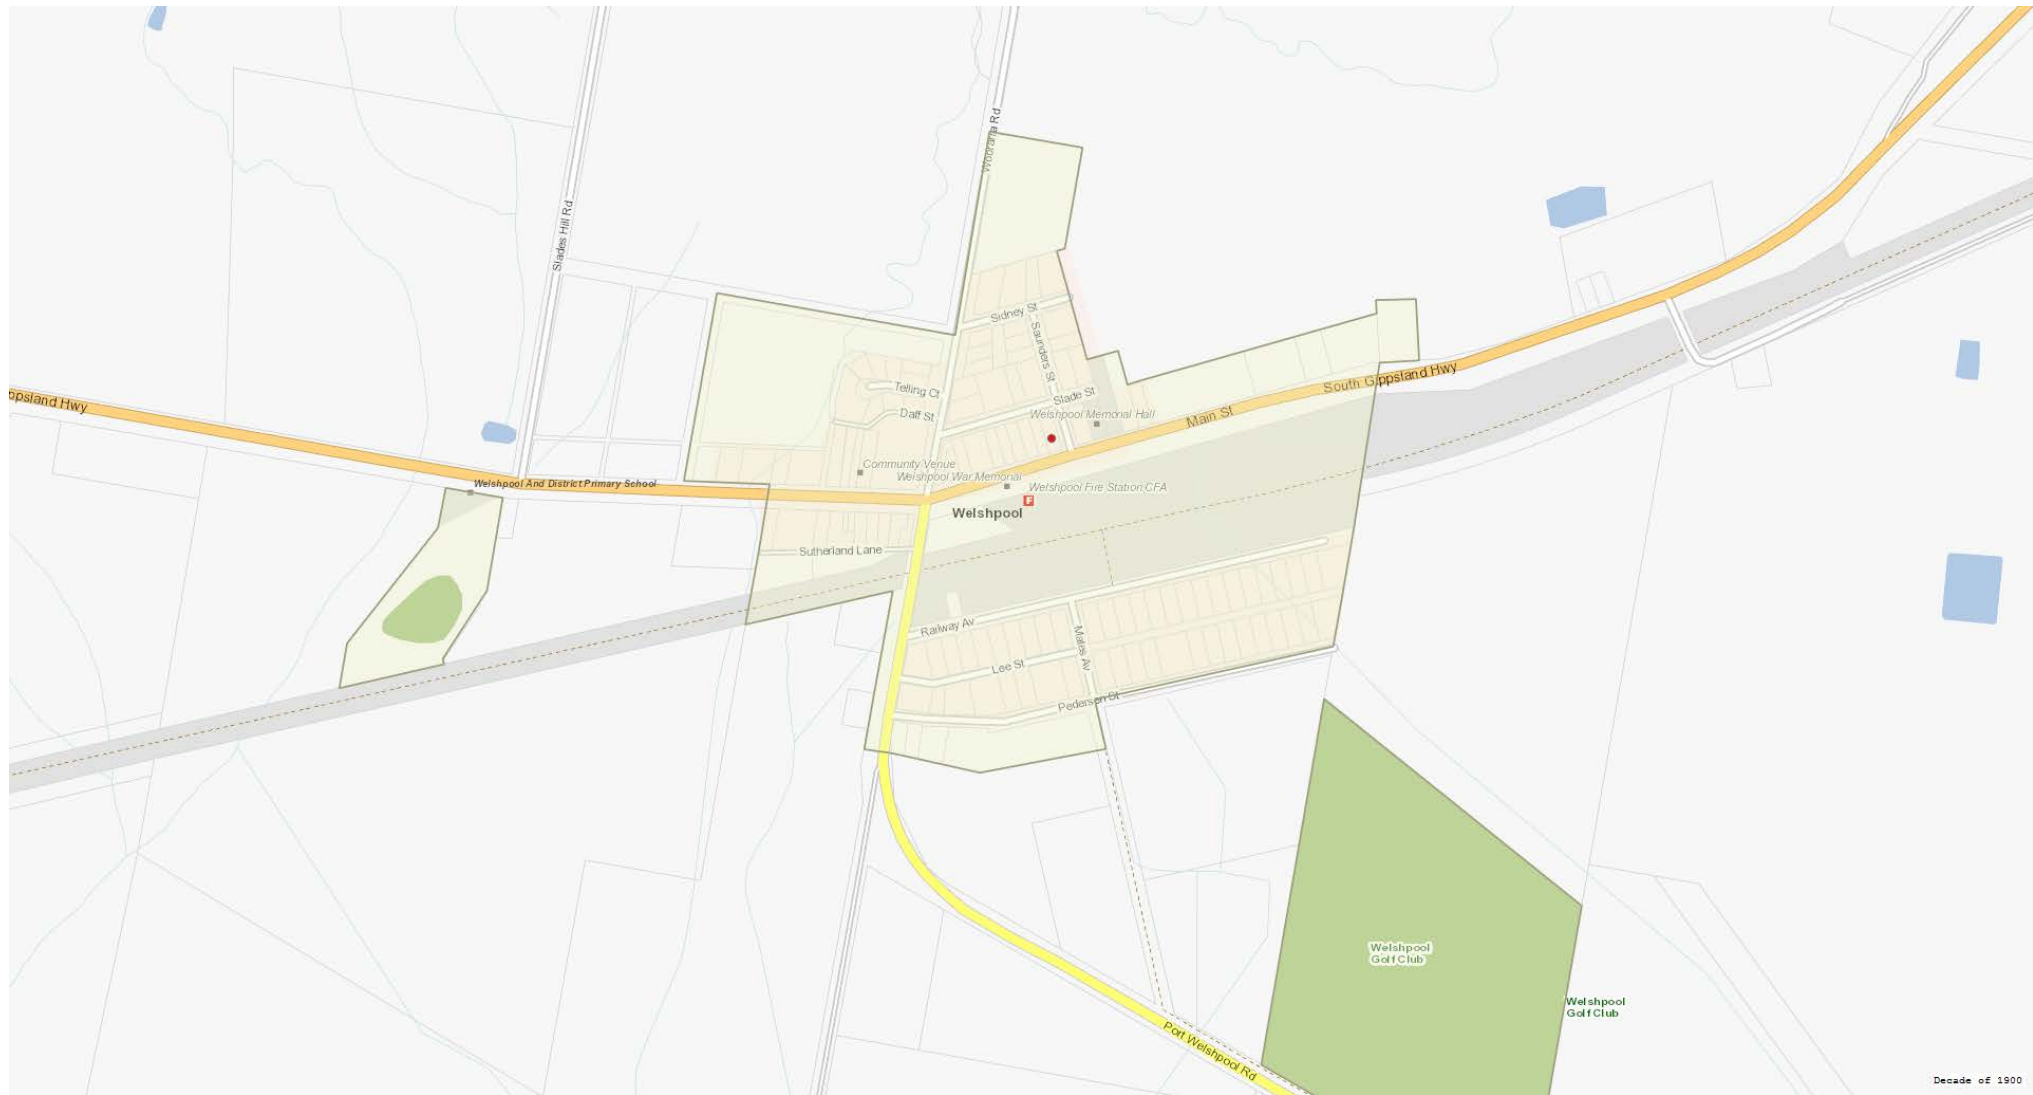 Woorarra Rd
Slades Hill Rd
Sidney St
Saunders St
Telling Ct
South Gippsland Hwy
Slade St
ppsland Hwy
Daff St
Welshpool Memorial Hall
Main St
Community Venue
Welshpool War Memorial
Welshpool And District Primary School
Welshpool Fire Station CFA
F
Welshpool
Sutherland Lane
Railway Av
Males Av
Lee St
Pedersen St
Welshpool
Golf Club
Welshpool
Golf Club
Port Welshpool Rd
Decade of 1900